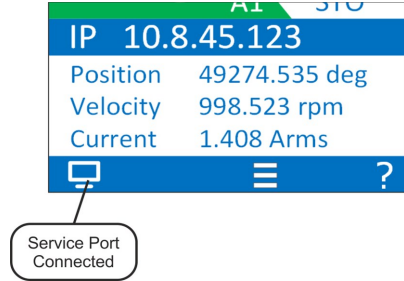 A1 STO
IP 10.8.45.123
Position 49274.535 deg
Velocity 998.523 rpm
Current 1.408 Arms
?
Service Port
Connected